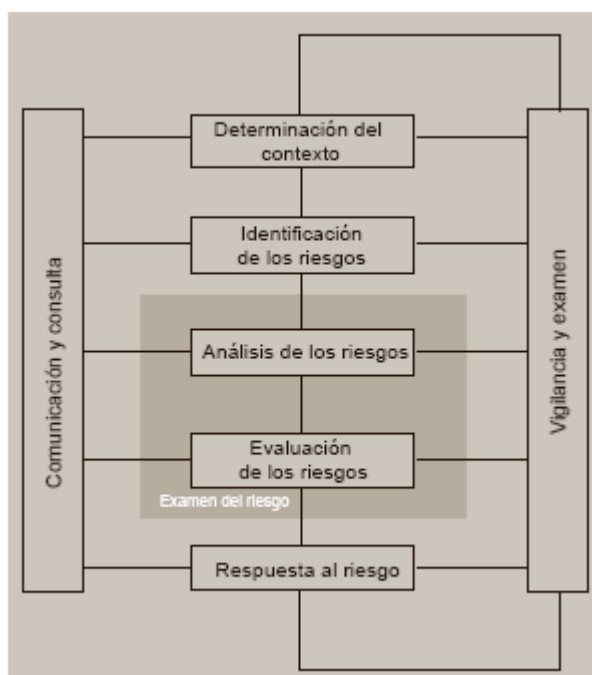 Determinación del
contexto
Identificación
de los riesgos
Análisis de los riesgos
Evaluación
de los riesgos
Examen del riesgo
Respuesta al riesgo
Comunicación y consulta
Vigilancia y examen